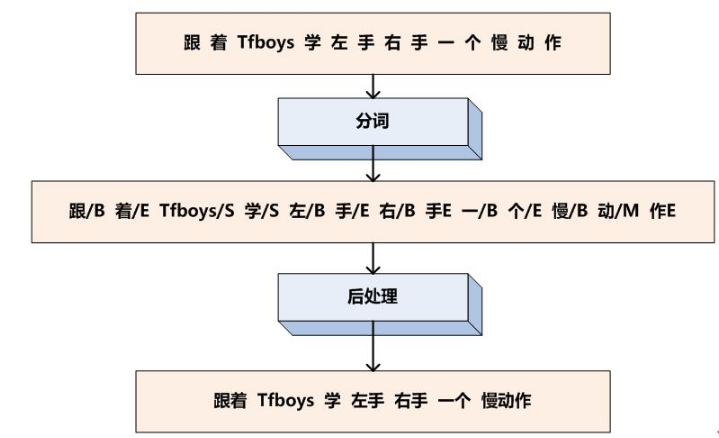 跟 着 Tfboys 学 左 手 右 手 一 个 慢 动 作
分词
跟/B 着/E Tfboys/S 学/S 左/B 手/E 右/B 手E 一/B 个/E 慢/B 动/M 作E
后处理
跟着 Tfboys 学 左手 右手 一个 慢动作